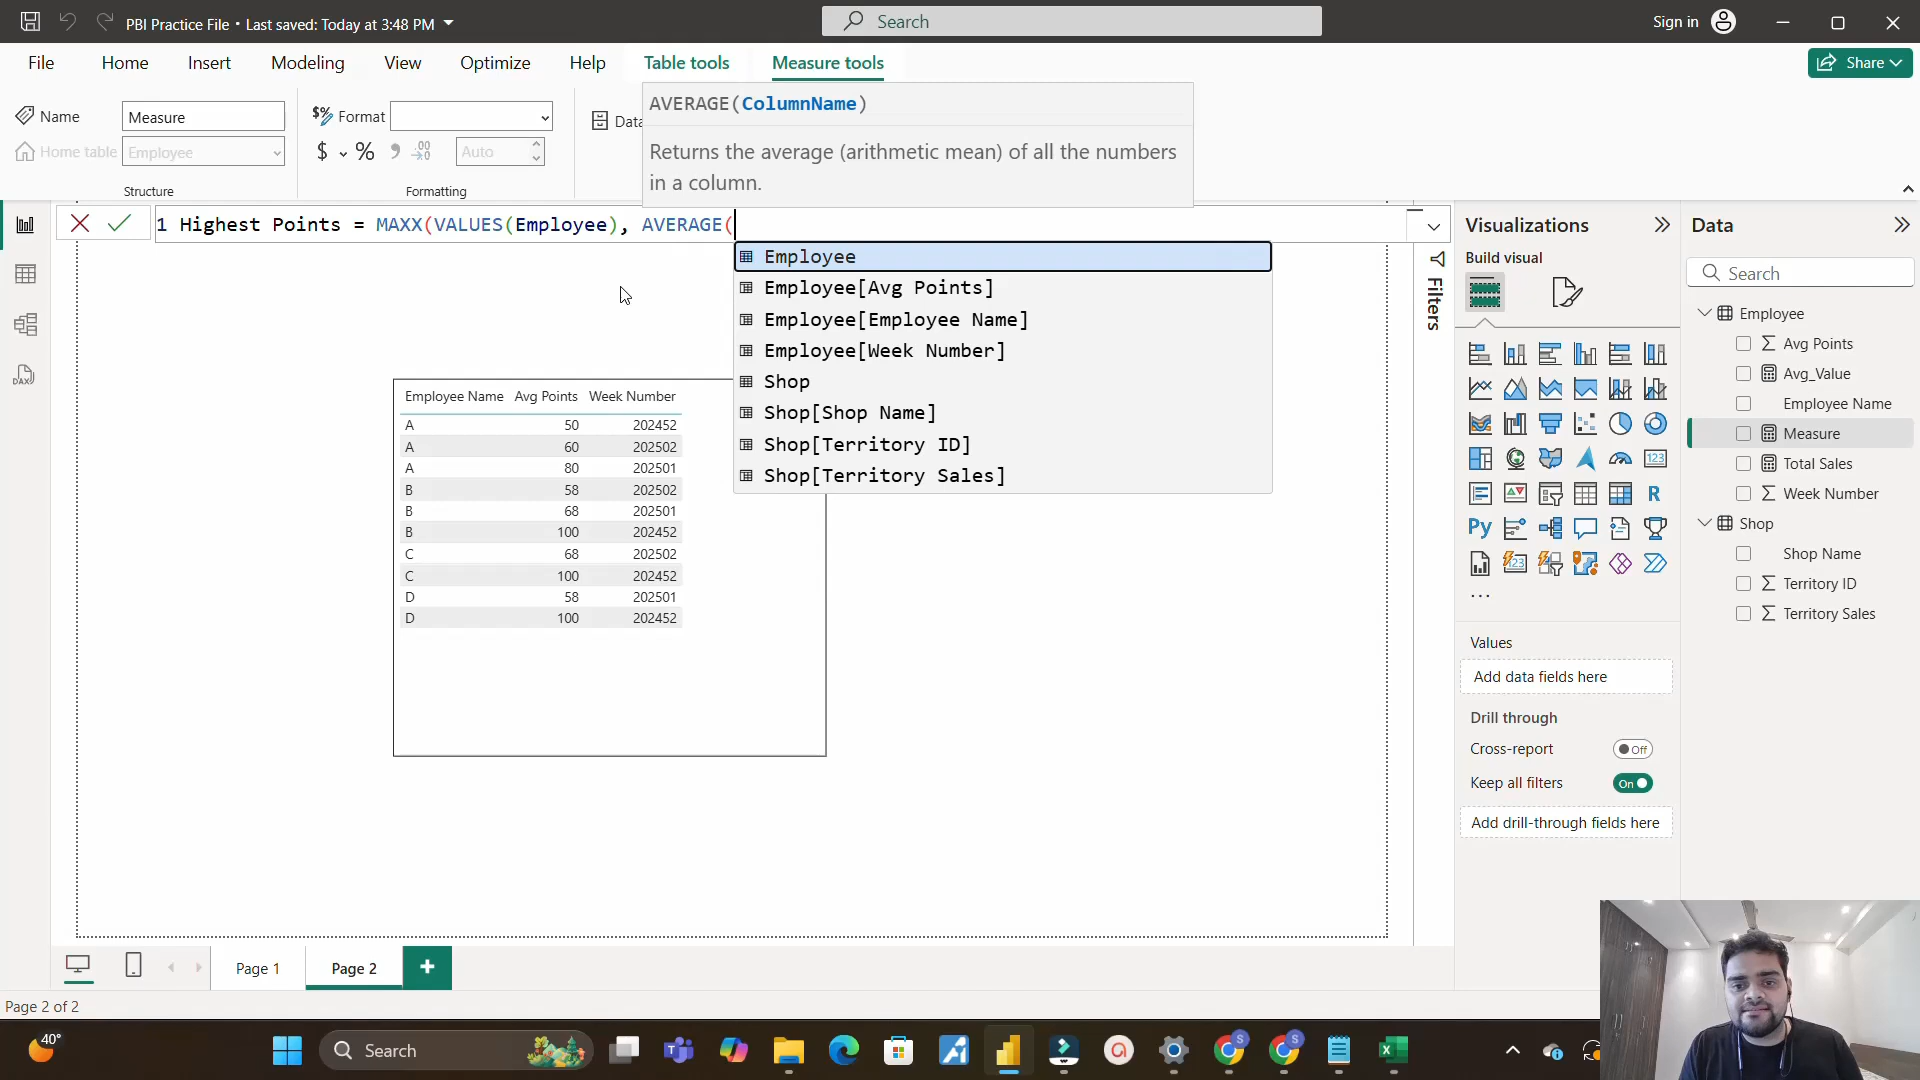 PBI Practice File • Last saved: Today at 3:48 PM
Search
Sign in
File Home Insert Modeling View Optimize Help Table tools Measure tools
Share
Name Measure
Home table Employee
Structure
Format
$ % Auto
Formatting
Data
AVERAGE(ColumnName)
Returns the average (arithmetic mean) of all the numbers
in a column.
1 Highest Points = MAXX(VALUES(Employee), AVERAGE(
Employee
Employee[Avg Points]
Employee[Employee Name]
Employee[Week Number]
Shop
Shop[Shop Name]
Shop[Territory ID]
Shop[Territory Sales]
Employee Name Avg Points Week Number
A 50 202452
A 60 202502
A 80 202501
B 58 202502
B 68 202501
B 100 202452
C 68 202502
C 100 202452
D 58 202501
D 100 202452
Filters
Visualizations
Build visual
Values
Add data fields here
Drill through
Cross-report Off
Keep all filters On
Add drill-through fields here
Data
Search
Employee
Avg Points
Avg_Value
Employee Name
Measure
Total Sales
Week Number
Shop
Shop Name
Territory ID
Territory Sales
Page 1 Page 2
Page 2 of 2
40°
Search